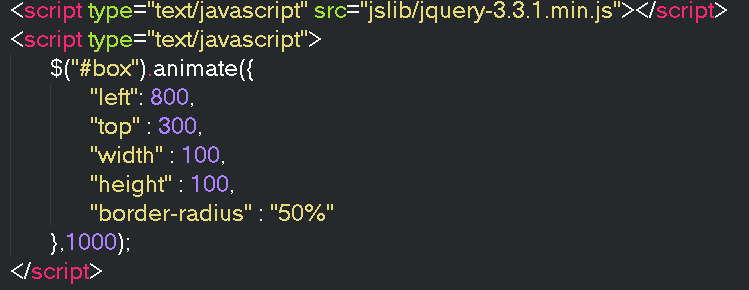 <script type="text/javascript" src="jslib/jquery-3.3.1.min.js"></script>
<script type="text/javascript">
$("#box").animate({
"left": 800,
"top" : 300,
"width" : 100,
"height" : 100,
"border-radius" : "50%"
},1000);
</script>